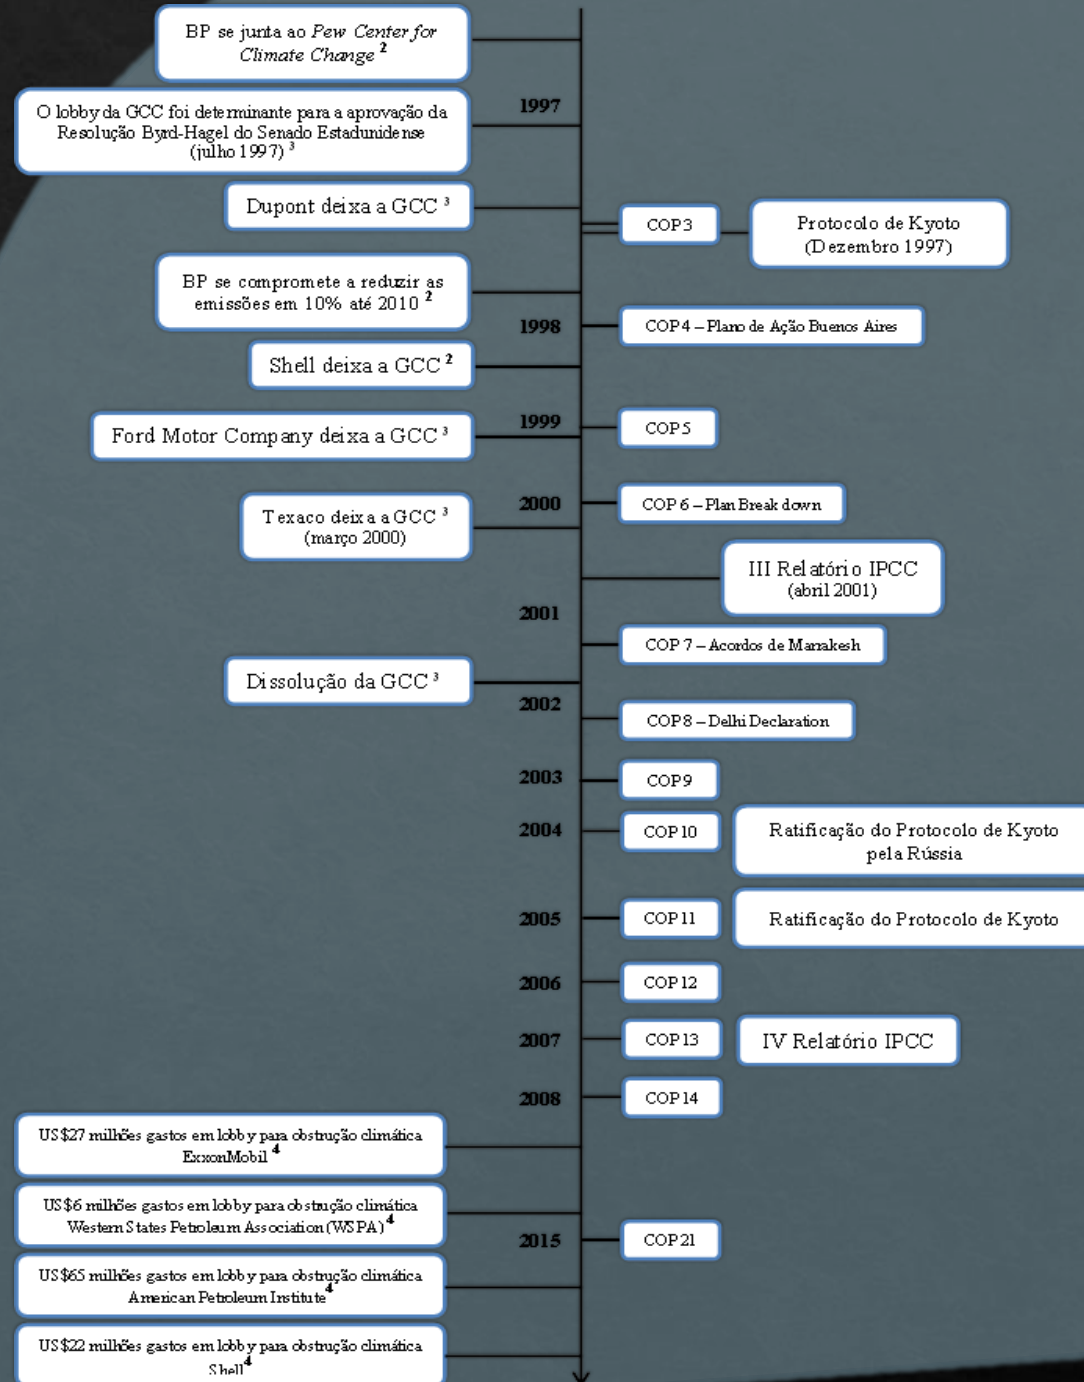 BP se junta ao Pew Center for
Climate Change ²
1997
O lobby da GCC foi determinante para a aprovação da
Resolução Byrd-Hagel do Senado Estadunidense
(julho 1997) ³
Dupont deixa a GCC ³
COP3
Protocolo de Kyoto
(Dezembro 1997)
BP se compromete a reduzir as
emissões em 10% até 2010 ²
1998
COP4 – Plano de Ação Buenos Aires
Shell deixa a GCC ²
1999
COP5
Ford Motor Company deixa a GCC ³
2000
COP 6 – Plan Break down
Texaco deixa a GCC ³
(março 2000)
III Relatório IPCC
(abril 2001)
2001
COP 7 – Acordos de Marrakesh
Dissolução da GCC ³
2002
COP8 – Delhi Declaration
2003
COP9
2004
COP10
Ratificação do Protocolo de Kyoto
pela Rússia
2005
COP11
Ratificação do Protocolo de Kyoto
2006
COP12
2007
COP13
IV Relatório IPCC
2008
COP14
US$27 milhões gastos em lobby para obstrução climática
ExxonMobil ⁴
US$6 milhões gastos em lobby para obstrução climática
Western States Petroleum Association (WSPA) ⁴
2015
COP21
US$65 milhões gastos em lobby para obstrução climática
American Petroleum Institute⁴
US$22 milhões gastos em lobby para obstrução climática
Shell⁴